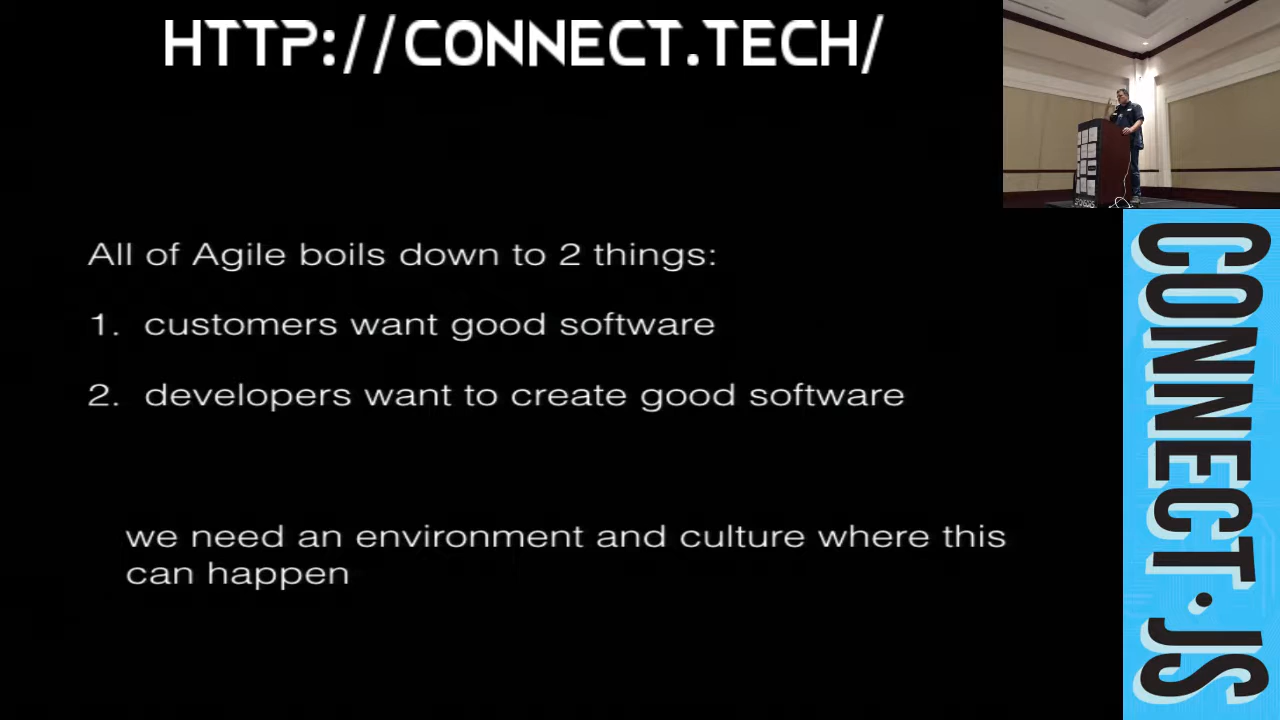 HTTP://CONNECT.TECH/
All of Agile boils down to 2 things:
1. customers want good software
2. developers want to create good software
we need an environment and culture where this
can happen
SPONSORS
CONNECT.JS